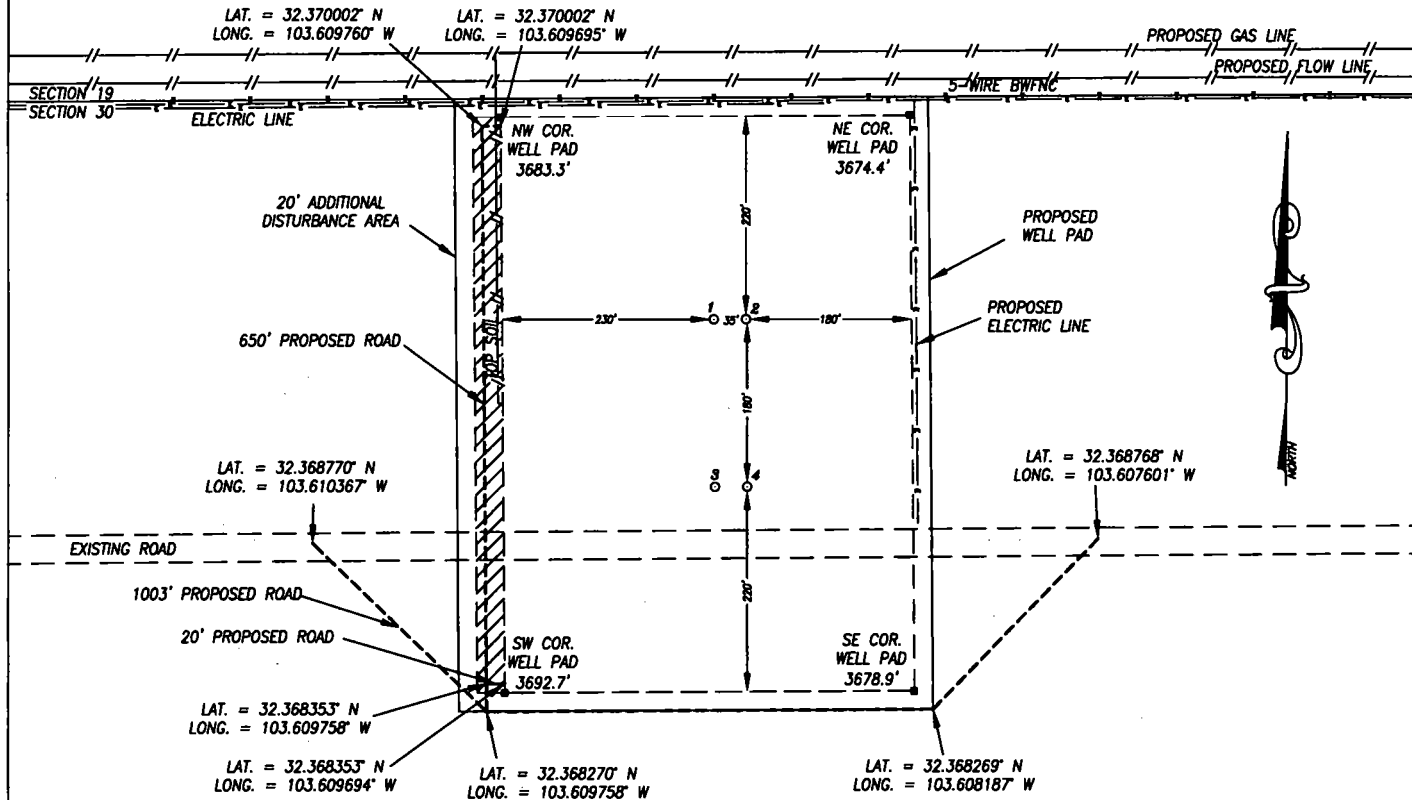 LAT. = 32.370002° N
LONG. = 103.609760° W
LAT. = 32.370002° N
LONG. = 103.609695° W
PROPOSED GAS LINE
PROPOSED FLOW LINE
SECTION 19
5-WIRE BWFNC
SECTION 30
ELECTRIC LINE
NW COR.
WELL PAD
3683.3'
NE COR.
WELL PAD
3674.4'
20' ADDITIONAL
DISTURBANCE AREA
220'
PROPOSED
WELL PAD
1
2
230'
35'
180'
PROPOSED
ELECTRIC LINE
650' PROPOSED ROAD
TOP SOIL
180'
LAT. = 32.368770° N
LONG. = 103.610367° W
3
4
LAT. = 32.368768° N
LONG. = 103.607601° W
NORTH
EXISTING ROAD
1003' PROPOSED ROAD
220'
20' PROPOSED ROAD
SW COR.
WELL PAD
3692.7'
SE COR.
WELL PAD
3678.9'
LAT. = 32.368353° N
LONG. = 103.609758° W
LAT. = 32.368353° N
LONG. = 103.609694° W
LAT. = 32.368270° N
LONG. = 103.609758° W
LAT. = 32.368269° N
LONG. = 103.608187° W